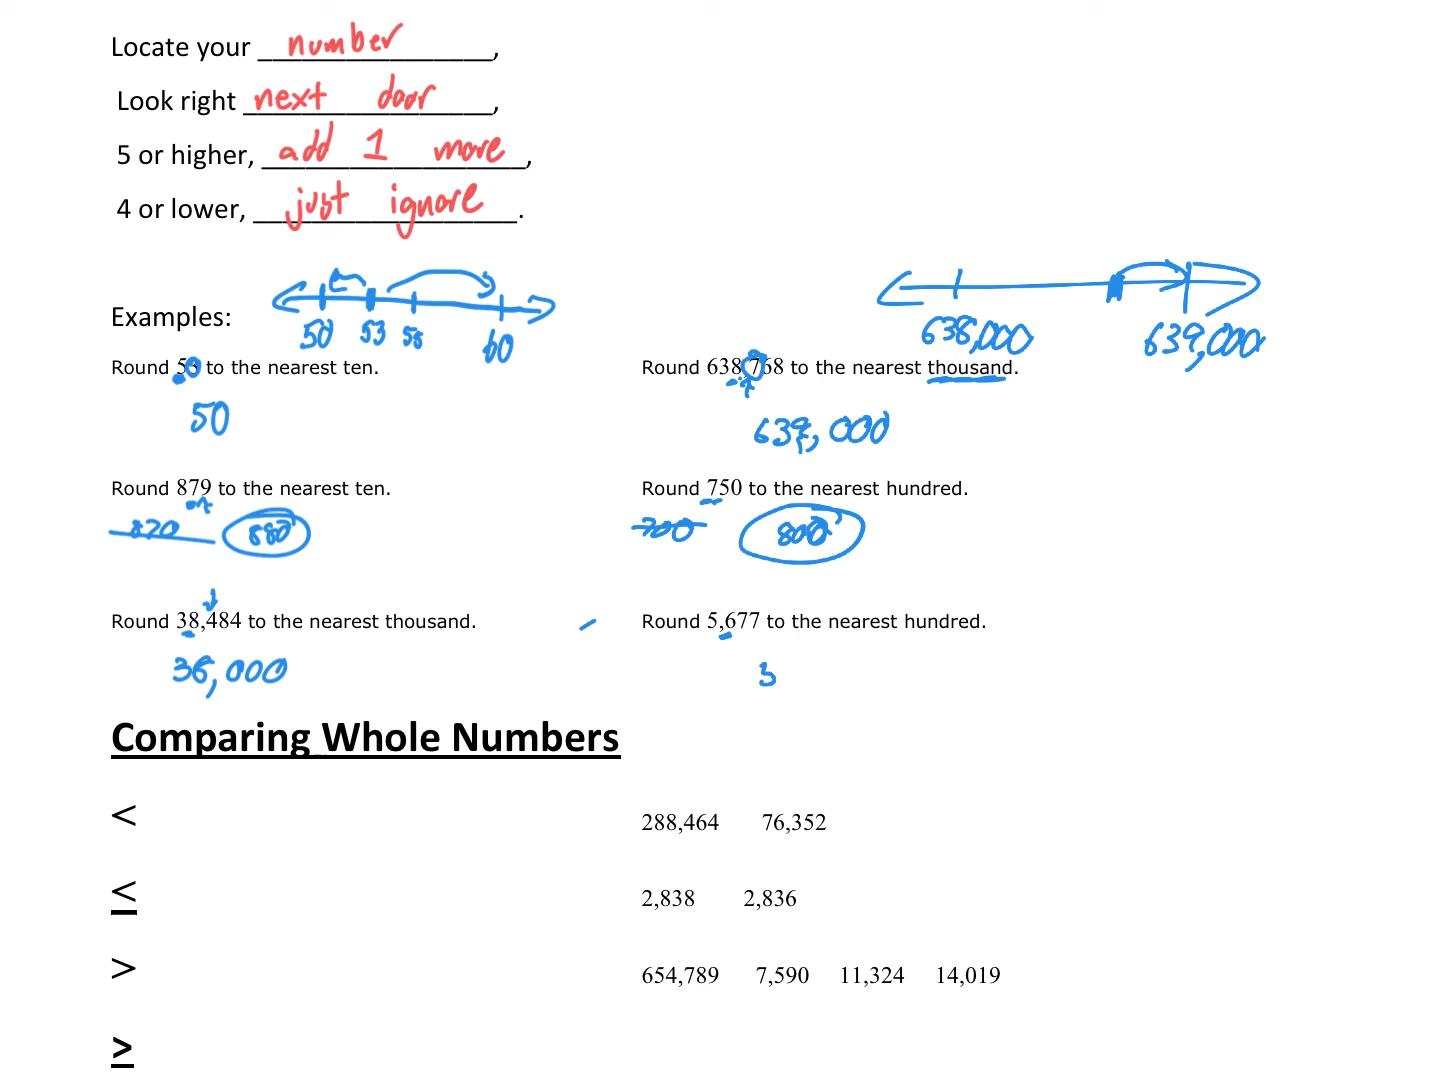 Locate your number,
Look right next door,
5 or higher, add 1 more,
4 or lower, just ignore.
Examples:
50 53 55 60
638,000 639,000
Round 53 to the nearest ten.
Round 638,768 to the nearest thousand.
50
639,000
Round 879 to the nearest ten.
Round 750 to the nearest hundred.
870 880
700 800
Round 38,484 to the nearest thousand.
Round 5,677 to the nearest hundred.
38,000
Comparing Whole Numbers
<
288,464 76,352
≤
2,838 2,836
>
654,789 7,590 11,324 14,019
≥